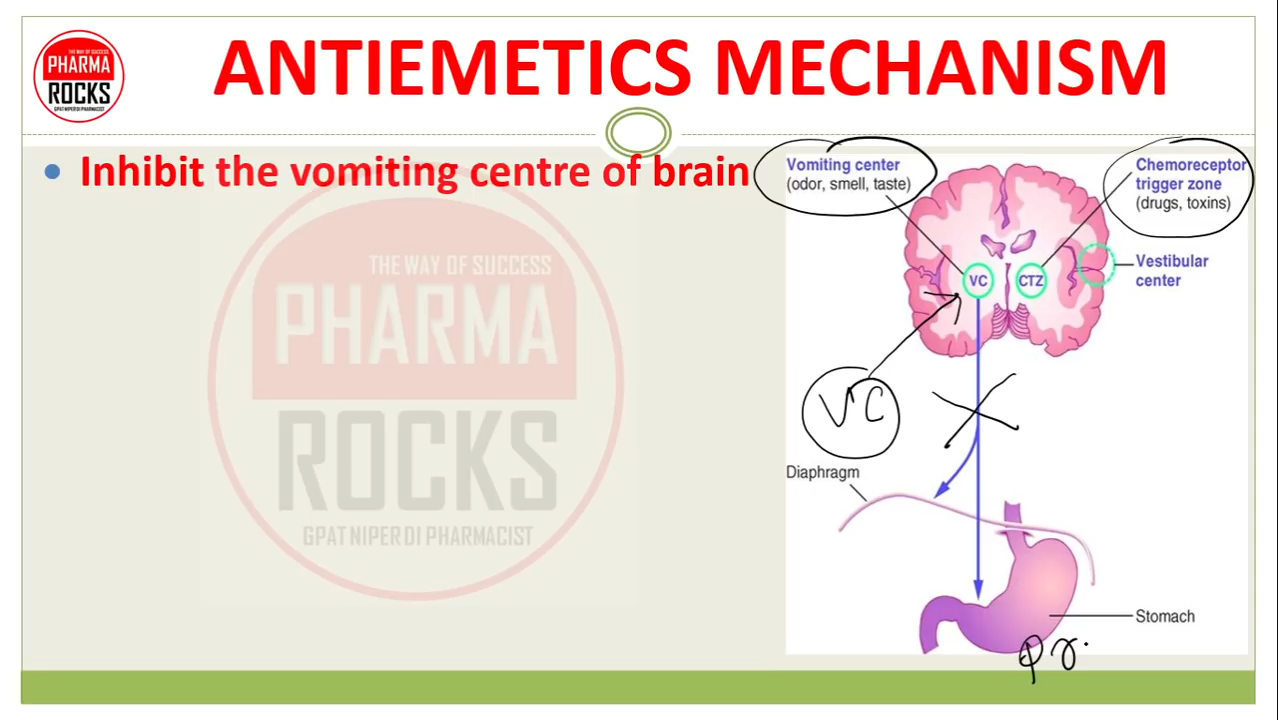 THE WAY OF SUCCESS
PHARMA
ROCKS
GPAT NIPER DI PHARMACIST
ANTIEMETICS MECHANISM
• Inhibit the vomiting centre of brain
THE WAY OF SUCCESS
PHARMA
ROCKS
GPAT NIPER DI PHARMACIST
Vomiting center
(odor, smell, taste)
Chemoreceptor
trigger zone
(drugs, toxins)
Vestibular
center
VC
CTZ
VC
Diaphragm
Stomach